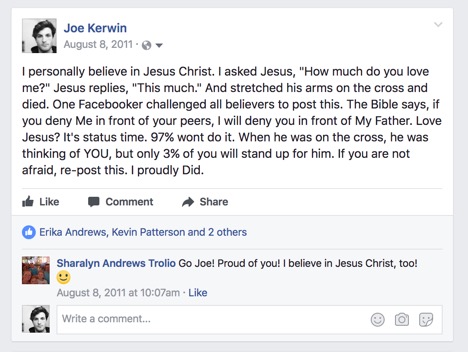 Joe Kerwin
August 8, 2011 ·
I personally believe in Jesus Christ. I asked Jesus, "How much do you love
me?" Jesus replies, "This much." And stretched his arms on the cross and
died. One Facebooker challenged all believers to post this. The Bible says, if
you deny Me in front of your peers, I will deny you in front of My Father. Love
Jesus? It's status time. 97% wont do it. When he was on the cross, he was
thinking of YOU, but only 3% of you will stand up for him. If you are not
afraid, re-post this. I proudly Did.
Like Comment Share
Erika Andrews, Kevin Patterson and 2 others
Sharalyn Andrews Trolio Go Joe! Proud of you! I believe in Jesus Christ, too!
August 8, 2011 at 10:07am · Like
Write a comment...